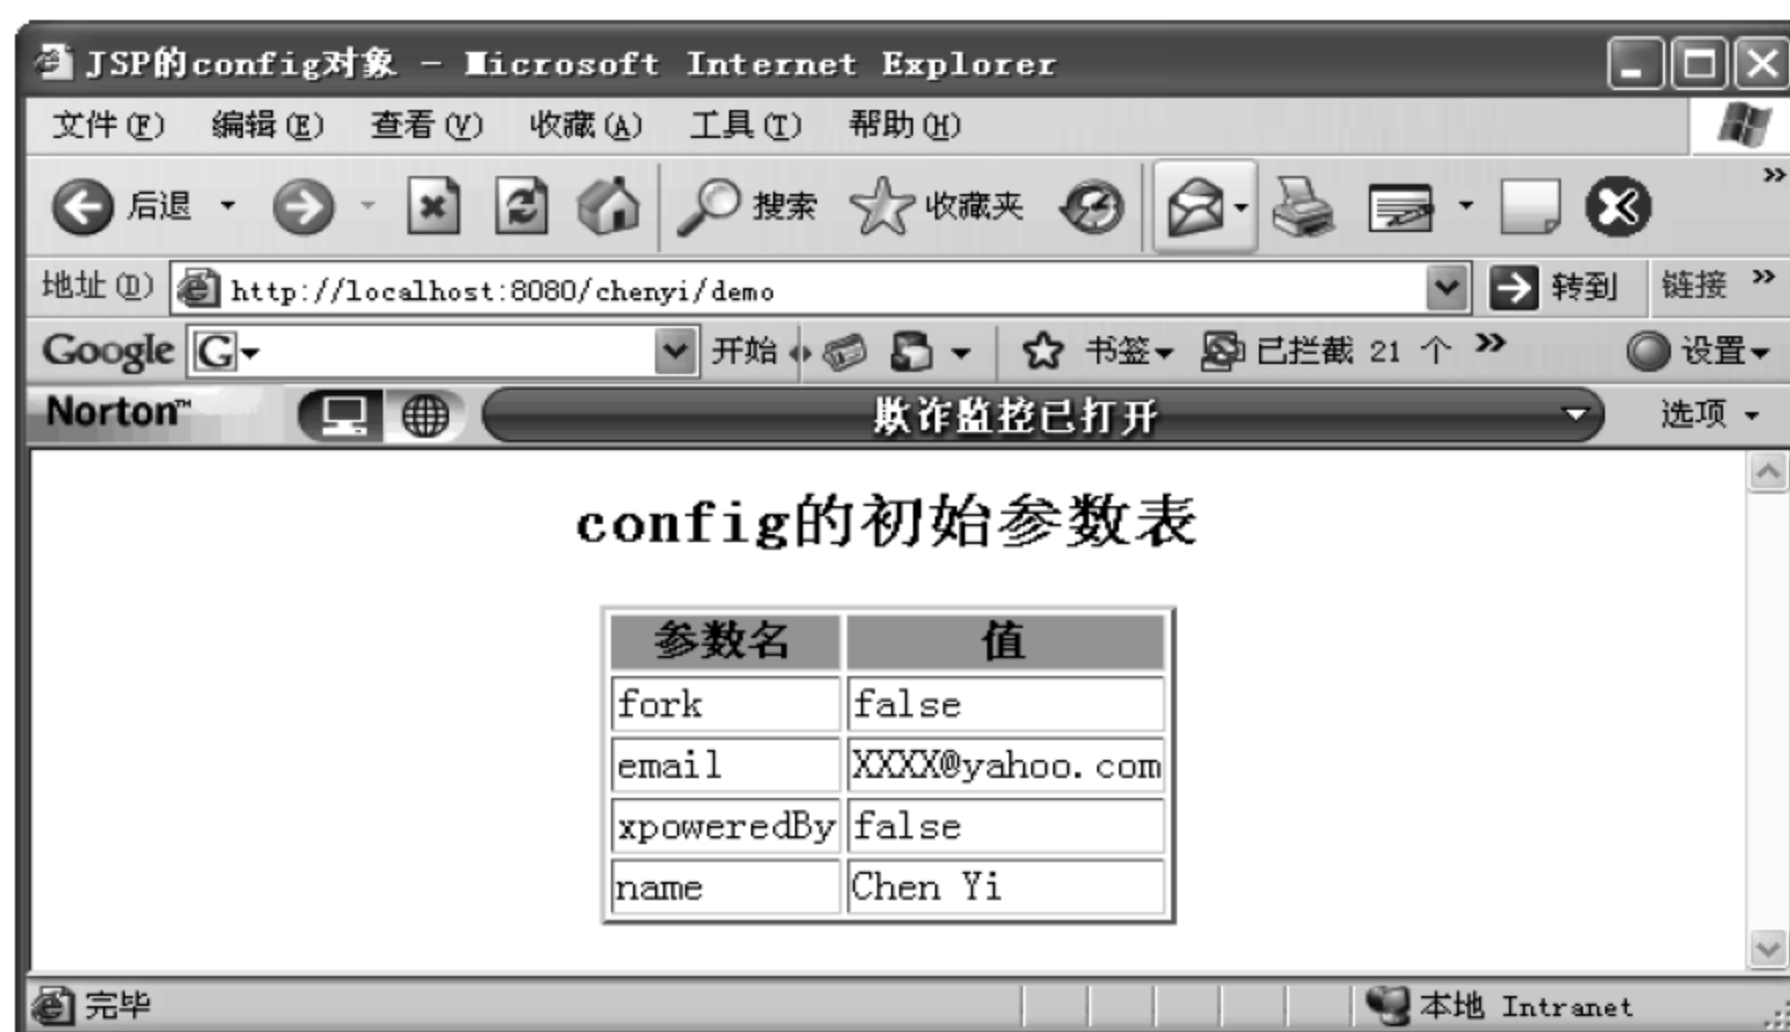 JSP的config对象 - Microsoft Internet Explorer
文件(F) 编辑(E) 查看(V) 收藏(A) 工具(T) 帮助(H)
后退 搜索 收藏夹 »
地址(D) http://localhost:8080/chenyi/demo 转到 链接 »
Google G 开始 书签 已拦截 21 个 » 设置
Norton™ 欺诈监控已打开 选项
config的初始参数表
参数名 值
fork false
email XXXX@yahoo.com
xpoweredBy false
name Chen Yi
完毕 本地 Intranet